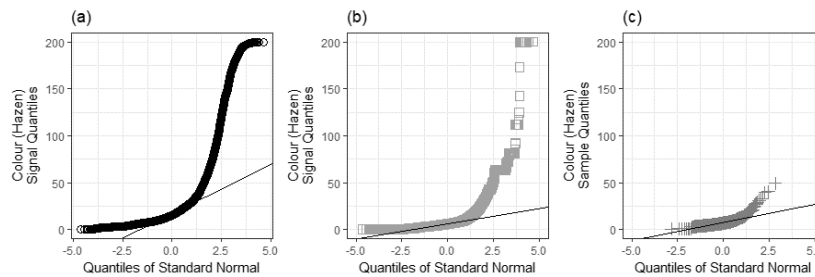 (a)
Colour (Hazen)
Signal Quantiles
200
150
100
50
0
-5.0 -2.5 0.0 2.5 5.0
Quantiles of Standard Normal
(b)
Colour (Hazen)
Signal Quantiles
200
150
100
50
0
-5.0 -2.5 0.0 2.5 5.0
Quantiles of Standard Normal
(c)
Colour (Hazen)
Sample Quantiles
200
150
100
50
0
-5.0 -2.5 0.0 2.5 5.0
Quantiles of Standard Normal